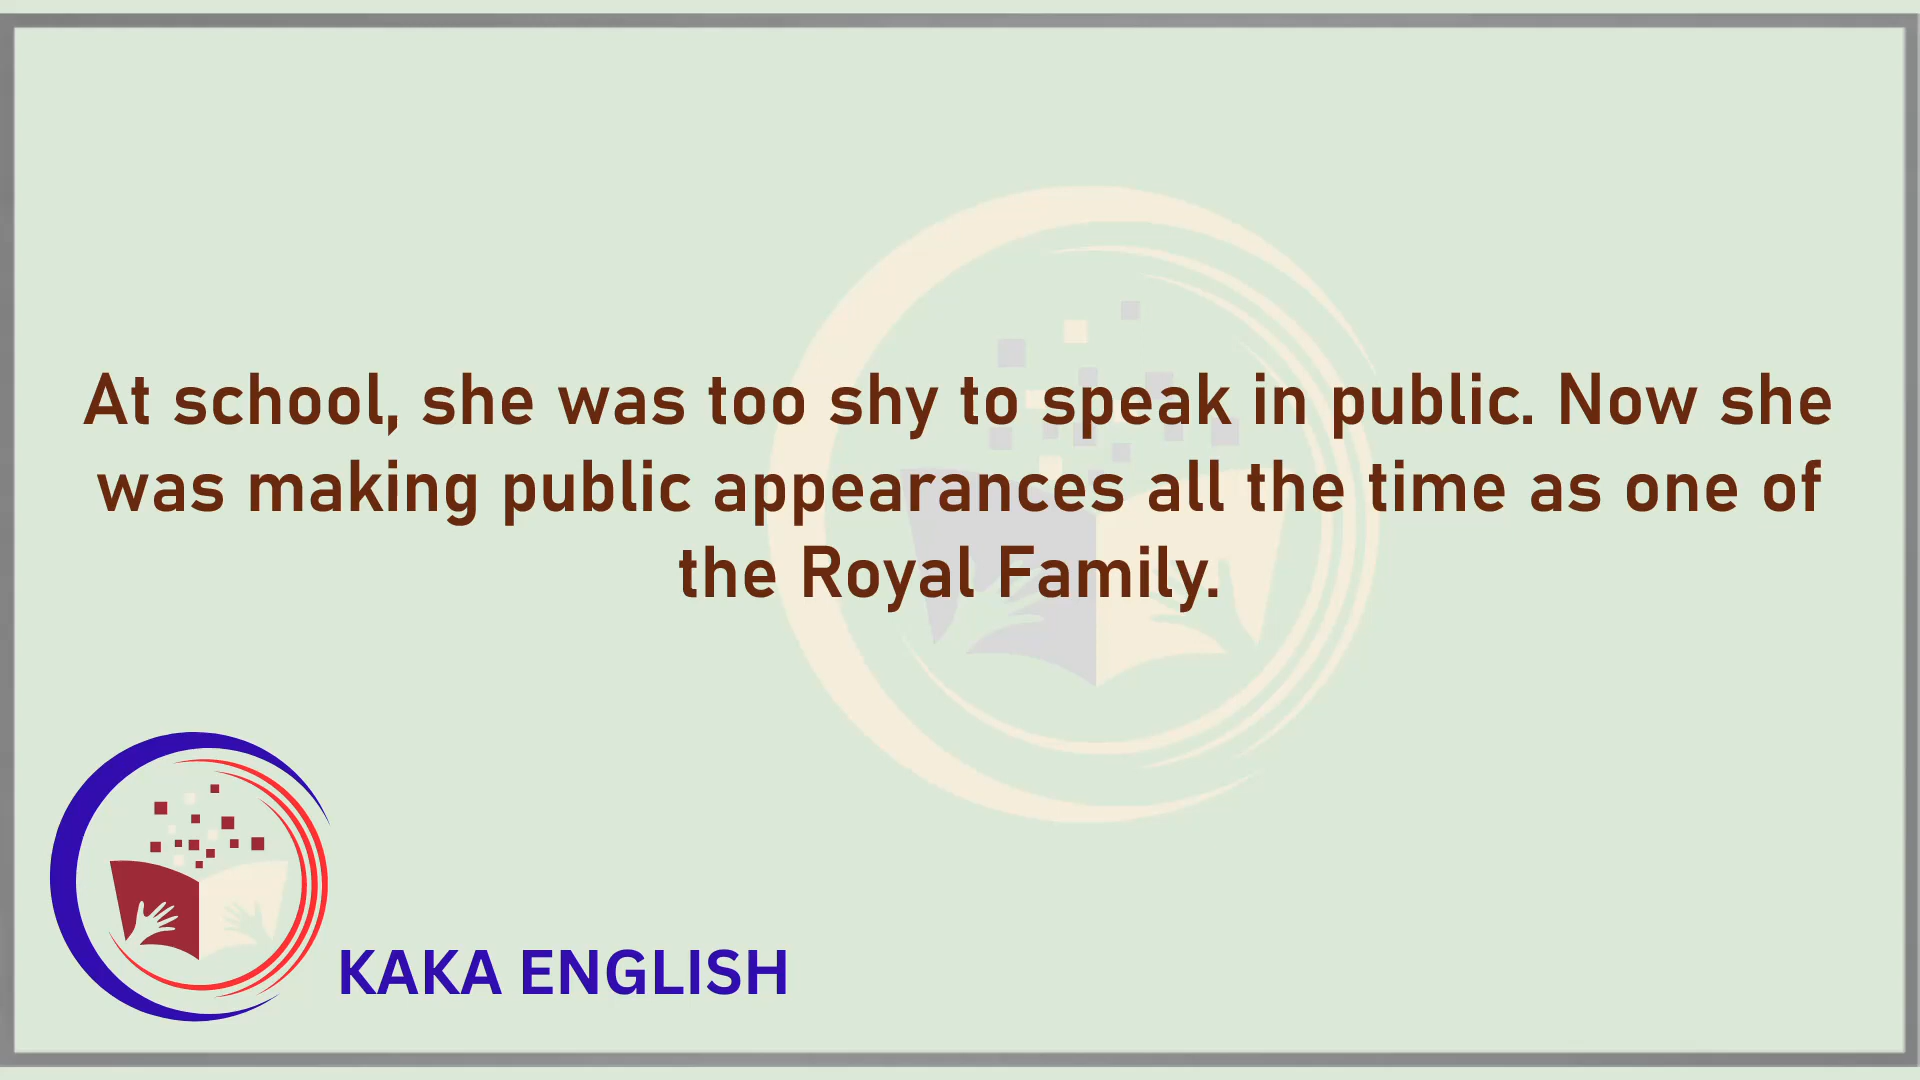 At school, she was too shy to speak in public. Now she
was making public appearances all the time as one of
the Royal Family.
KAKA ENGLISH